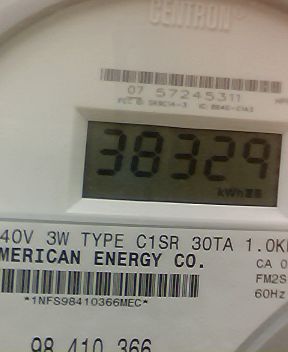 CENTRON
07 57245311
38329
kWh
40V 3W TYPE C1SR 30TA 1.0K
MERICAN ENERGY CO.
CA 0
FM2S
60Hz
*1NFS98410366MEC*
98 410 366